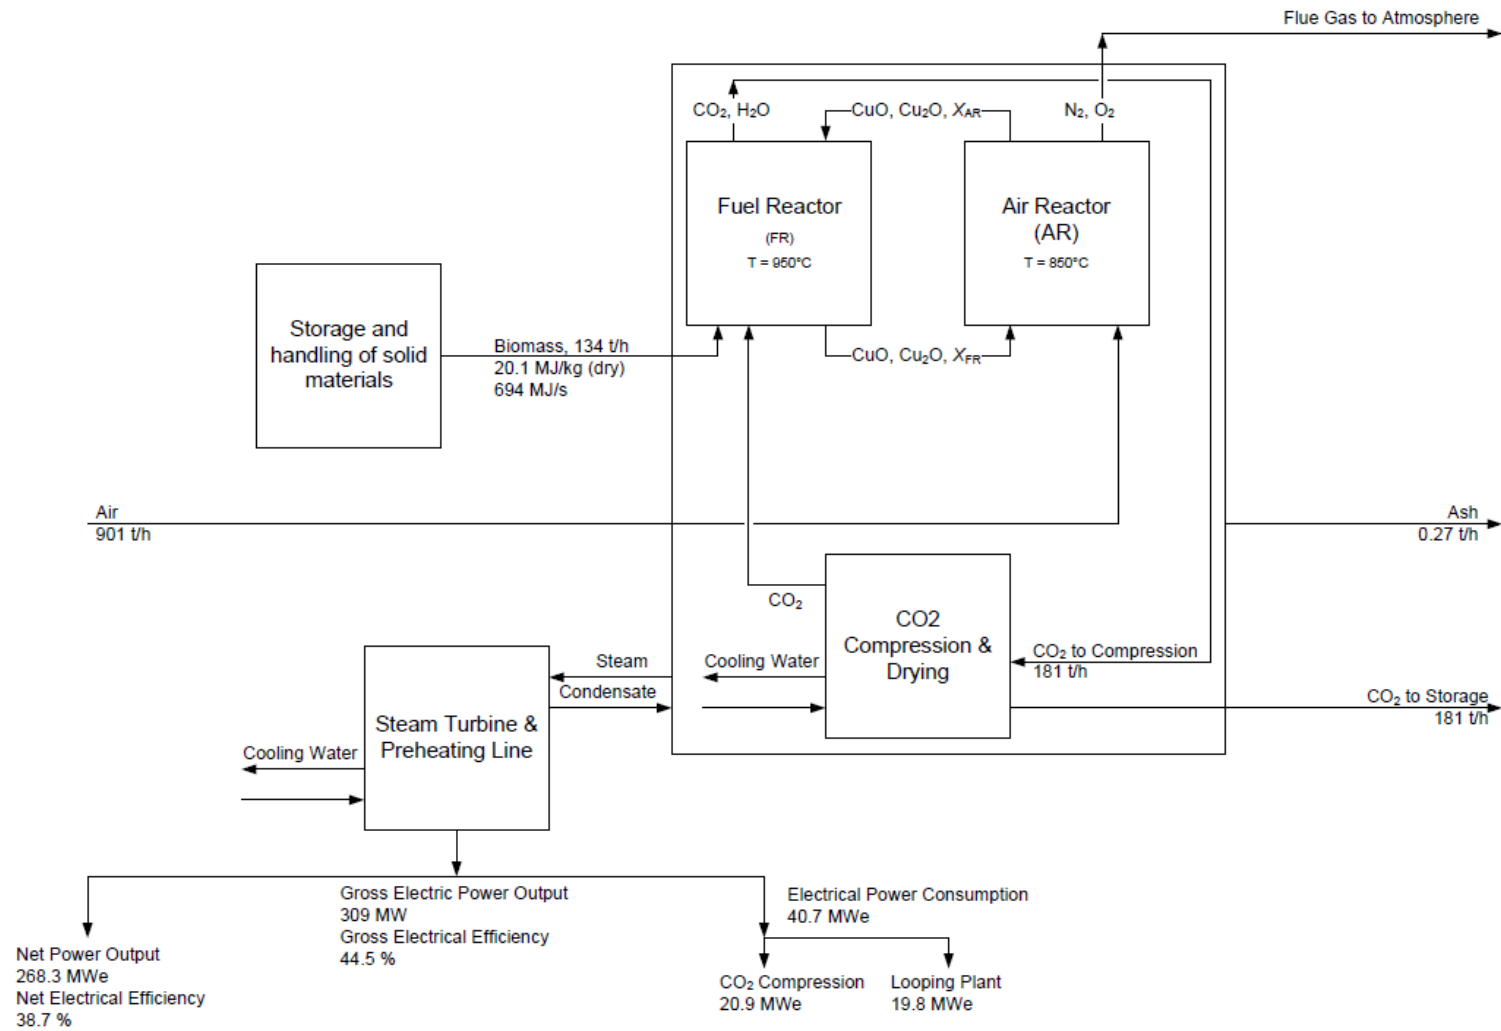 Flue Gas to Atmosphere
CO₂, H₂O
CuO, Cu₂O, XAR
N₂, O₂
Fuel Reactor
(FR)
T = 950°C
Air Reactor
(AR)
T = 850°C
Storage and
handling of solid
materials
Biomass, 134 t/h
20.1 MJ/kg (dry)
694 MJ/s
CuO, Cu₂O, XFR
Air
901 t/h
Ash
0.27 t/h
CO₂
CO2
Compression &
Drying
CO₂ to Compression
181 t/h
Cooling Water
CO₂ to Storage
181 t/h
Steam
Condensate
Steam Turbine &
Preheating Line
Cooling Water
Gross Electric Power Output
309 MW
Gross Electrical Efficiency
44.5 %
Electrical Power Consumption
40.7 MWe
Net Power Output
268.3 MWe
Net Electrical Efficiency
38.7 %
CO₂ Compression
20.9 MWe
Looping Plant
19.8 MWe